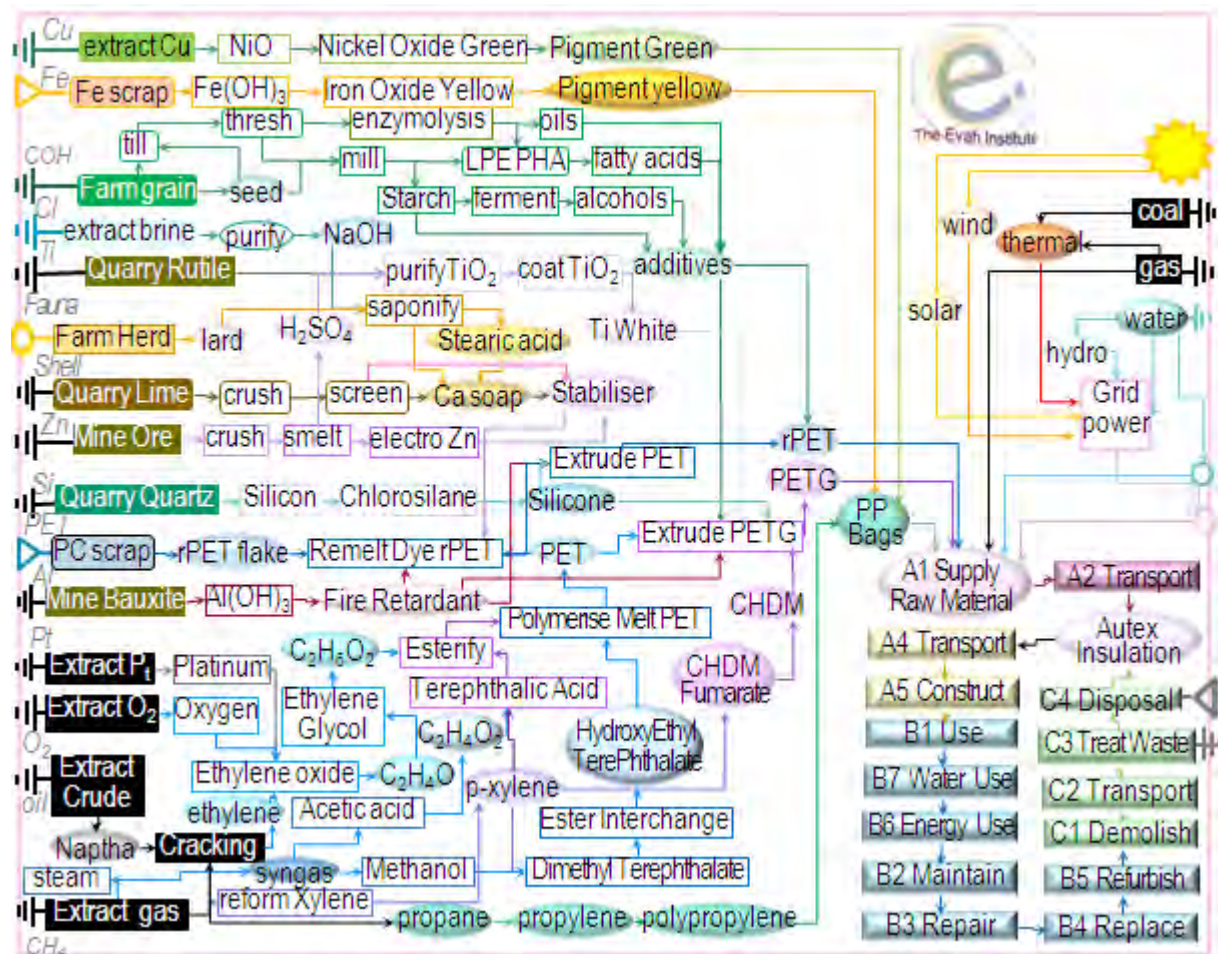 Cu
extract Cu
NiO
Nickel Oxide Green
Pigment Green
Fe
Fe scrap
Fe(OH)3
Iron Oxide Yellow
Pigment yellow
The Evah Institute
thresh
enzymolysis
oils
till
mill
LPE PHA
fatty acids
COH
Farm grain
seed
Starch
ferment
alcohols
Cl
extract brine
purify
NaOH
additives
Ti
Quarry Rutile
purifyTiO2
coat TiO2
wind
thermal
coal
gas
Fauna
Farm Herd
lard
H2SO4
saponify
Stearic acid
Ti White
solar
hydro
water
Shell
Quarry Lime
crush
screen
Ca soap
Stabiliser
Grid
power
Zn
Mine Ore
crush
smelt
electro Zn
Extrude PET
rPET
PETG
Si
Quarry Quartz
Silicon
Chlorosilane
Silicone
PP
Bags
PET
PC scrap
rPET flake
Remelt Dye rPET
PET
Extrude PETG
A1 Supply
Raw Material
A2 Transport
Al
Mine Bauxite
Al(OH)3
Fire Retardant
CHDM
Polymerise Melt PET
A4 Transport
Autex
Insulation
Pt
Extract Pt
Platinum
C2H6O2
Esterify
CHDM
Fumarate
Terephthalic Acid
A5 Construct
C4 Disposal
Extract O2
Oxygen
Ethylene
Glycol
C2H4O2
HydroxyEthyl
TerePhthalate
B1 Use
C3 Treat Waste
O2
Extract
Crude
Ethylene oxide
C2H4O
p-xylene
B7 Water Use
C2 Transport
oil
ethylene
Acetic acid
Ester Interchange
B6 Energy Use
C1 Demolish
Naptha
Cracking
steam
syngas
Methanol
Dimethyl Terephthalate
B2 Maintain
B5 Refurbish
Extract gas
reform Xylene
propane
propylene
polypropylene
B3 Repair
B4 Replace
CH4